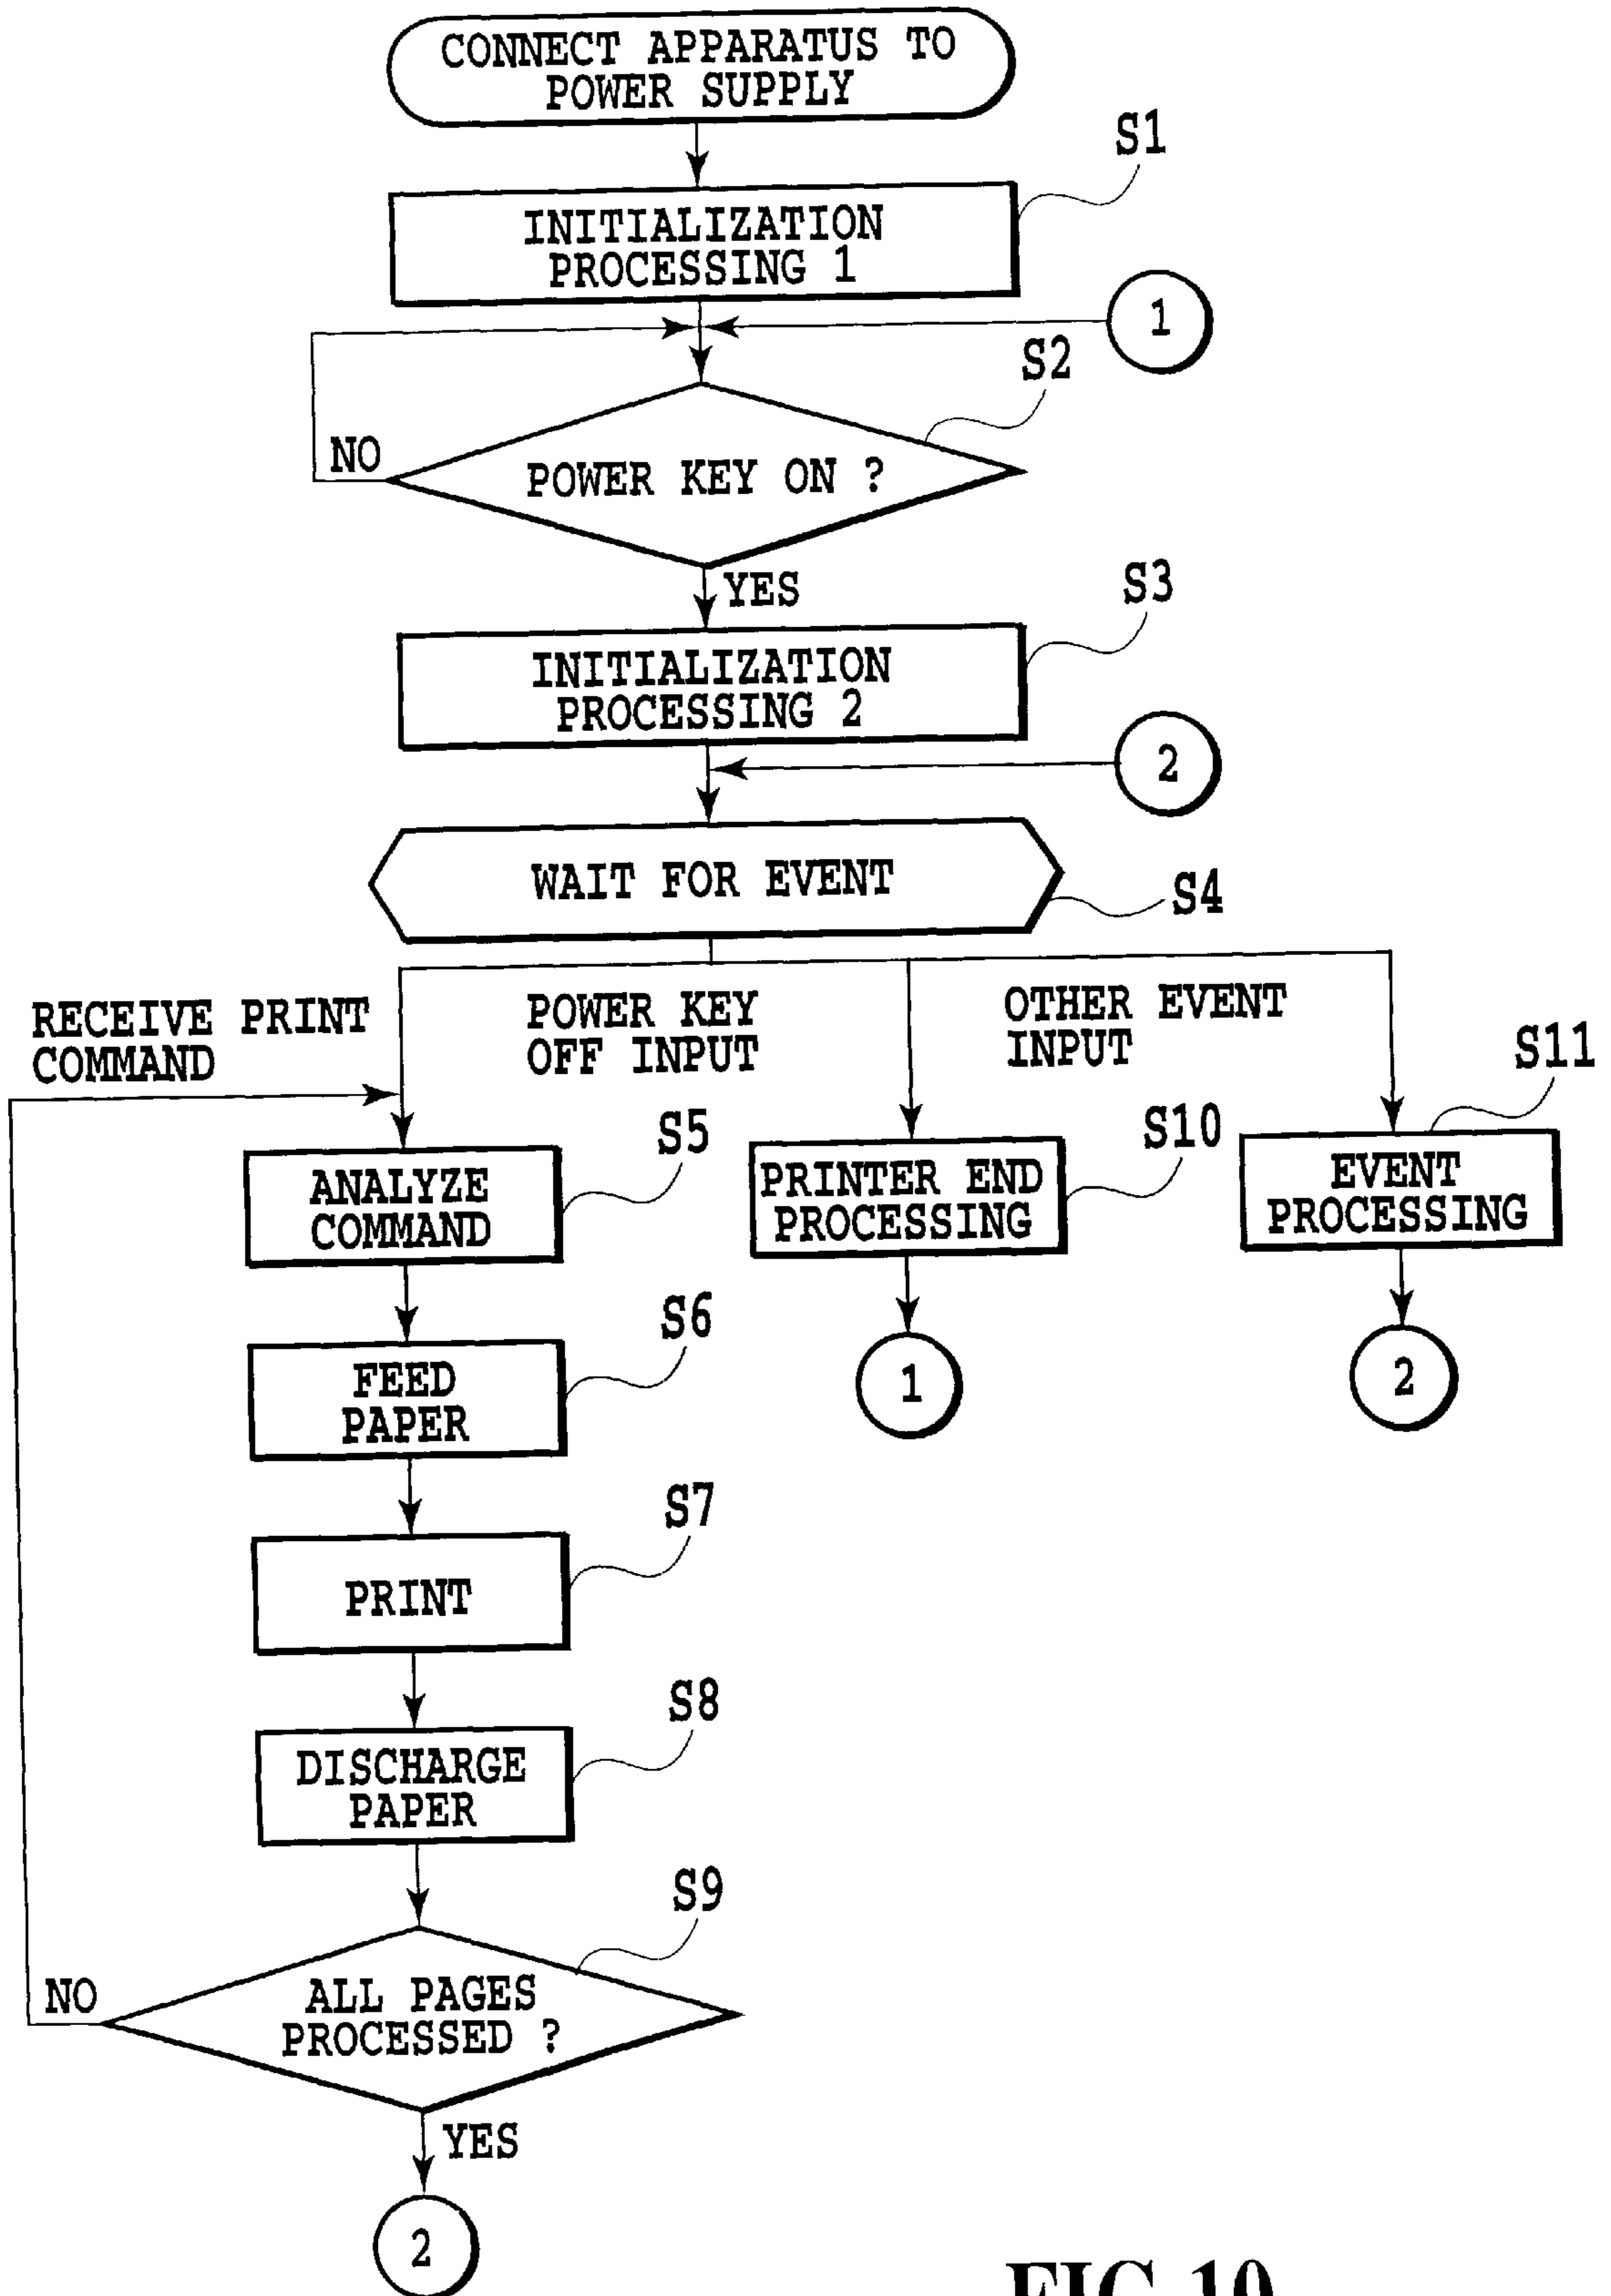 CONNECT APPARATUS TO
POWER SUPPLY
S1
INITIALIZATION
PROCESSING 1
1
S2
NO
POWER KEY ON ?
YES
S3
INITIALIZATION
PROCESSING 2
2
WAIT FOR EVENT
S4
RECEIVE PRINT
COMMAND
POWER KEY
OFF INPUT
OTHER EVENT
INPUT
S11
S5
S10
ANALYZE
COMMAND
PRINTER END
PROCESSING
EVENT
PROCESSING
S6
FEED
PAPER
1
2
S7
PRINT
S8
DISCHARGE
PAPER
S9
NO
ALL PAGES
PROCESSED ?
YES
2
FIG.10